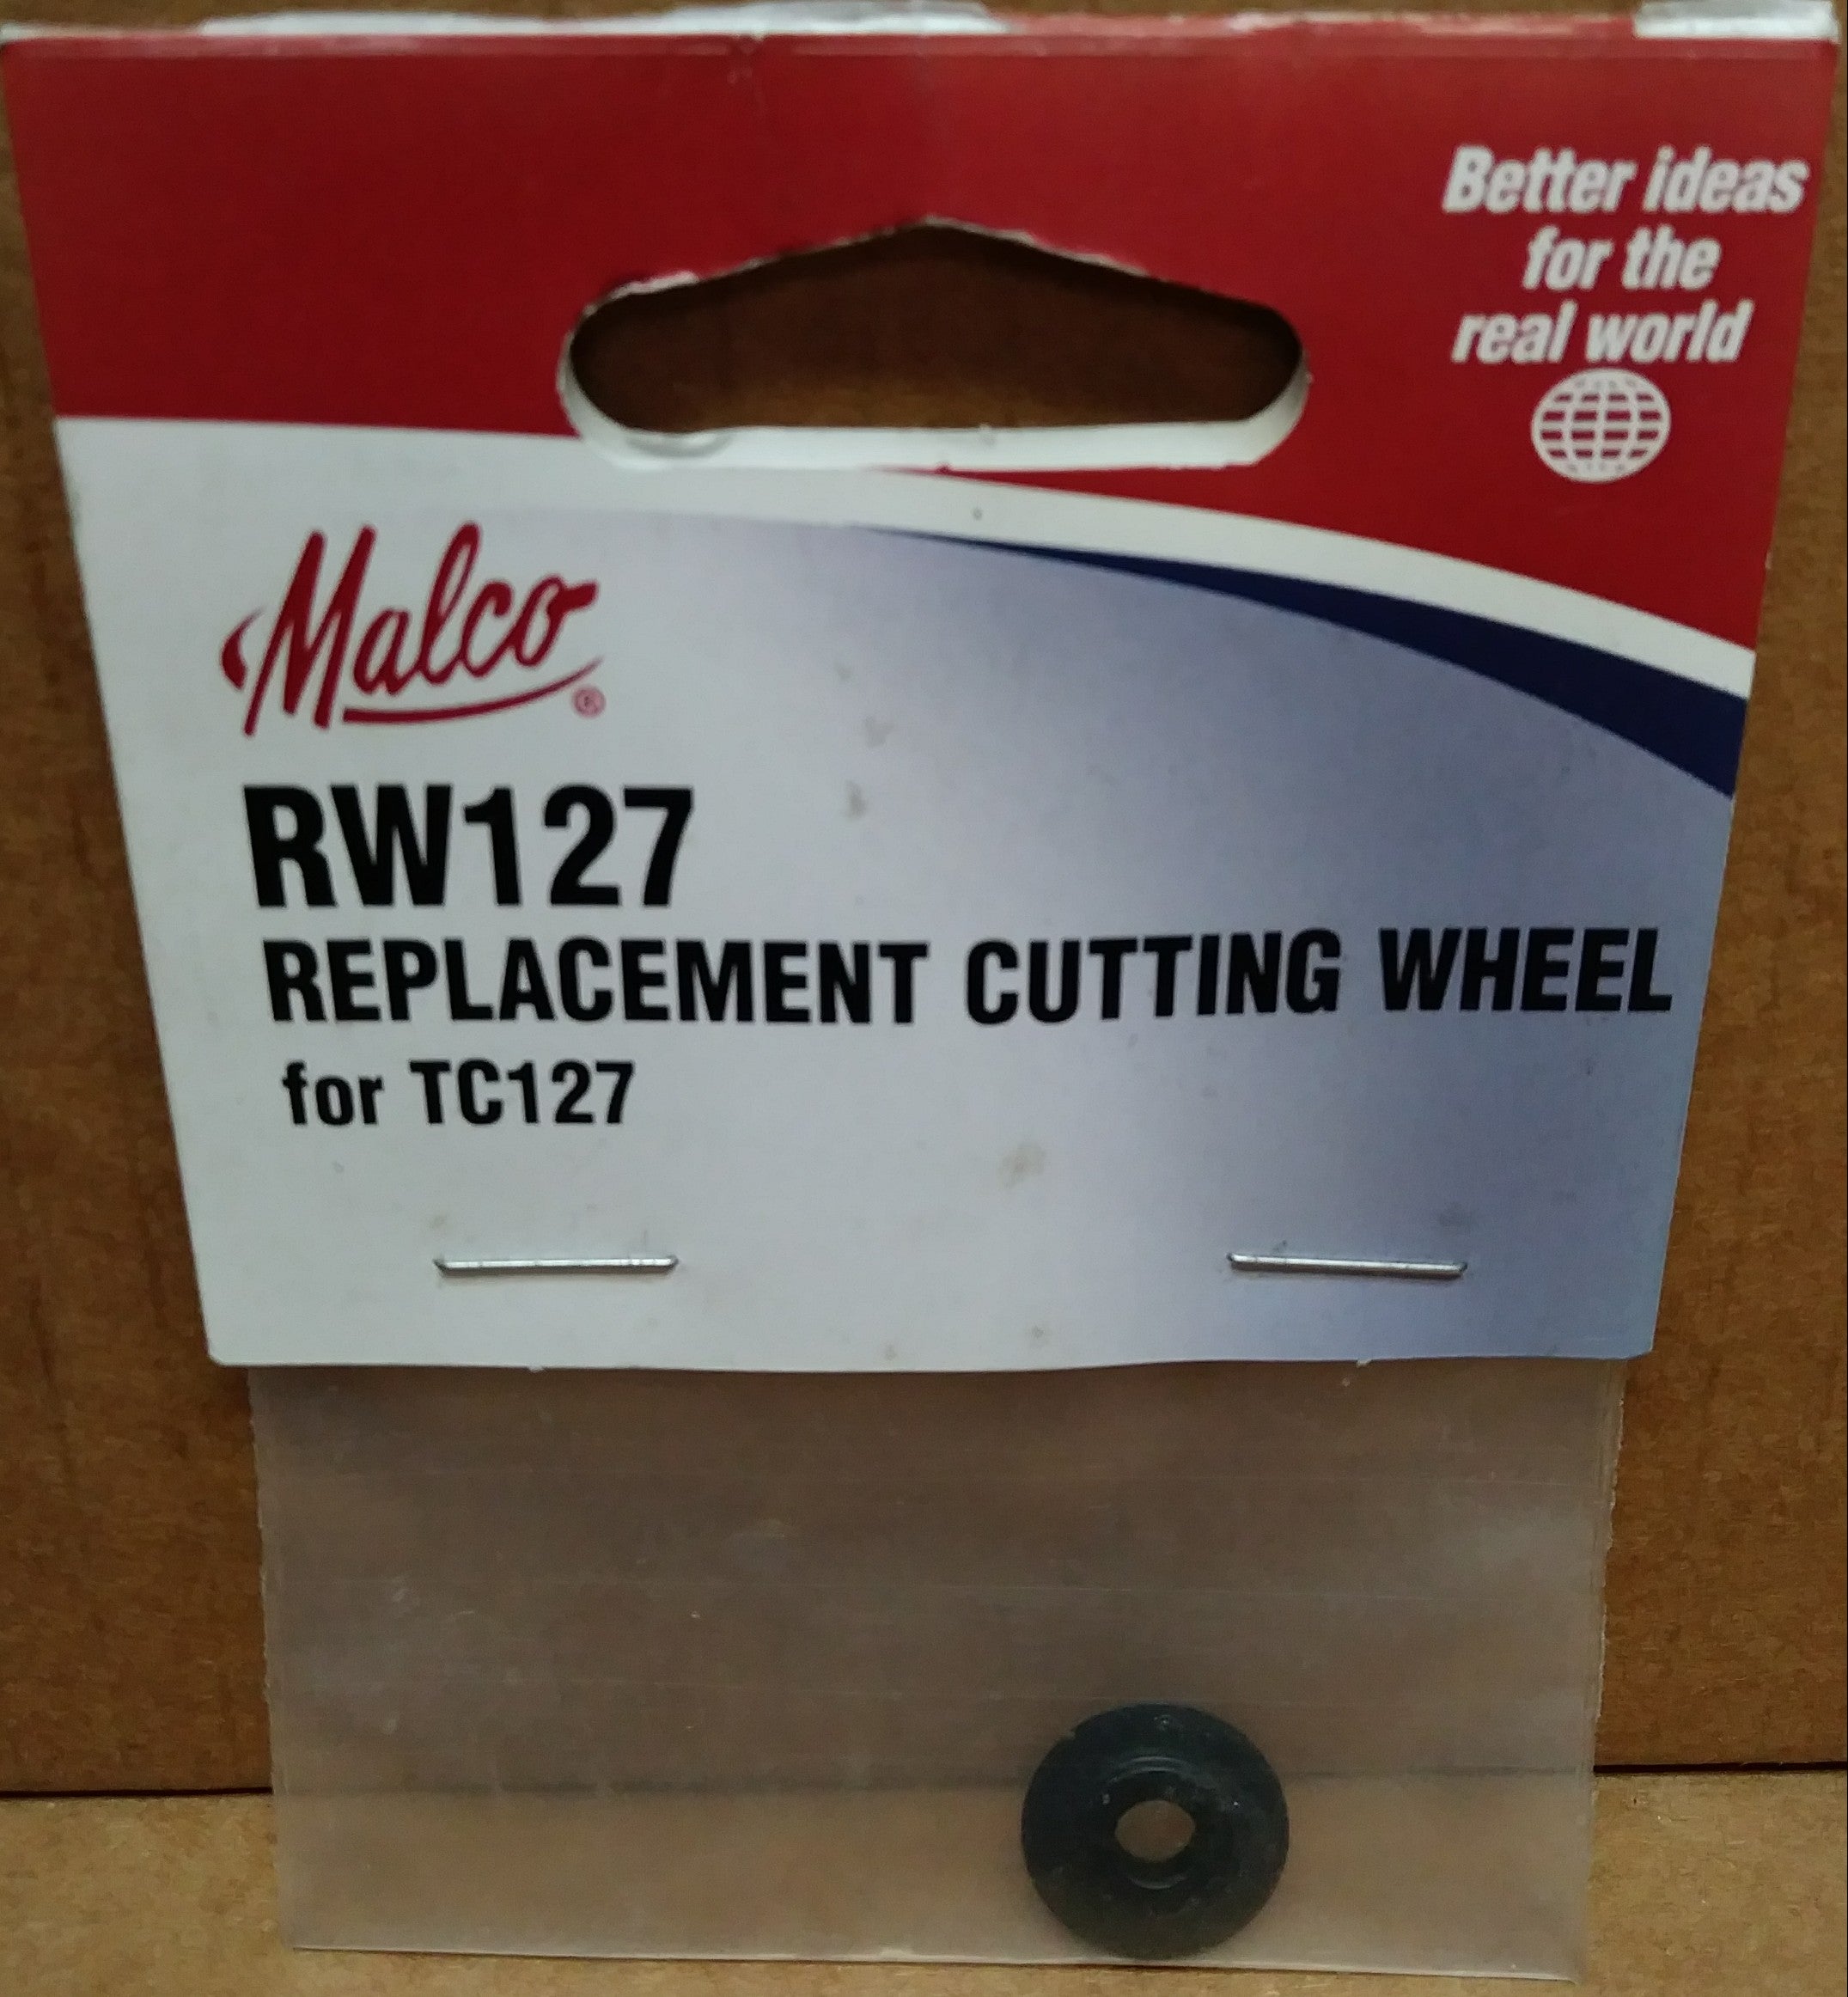 Better ideas
for the
real world
Malco®
RW127
REPLACEMENT CUTTING WHEEL
for TC127